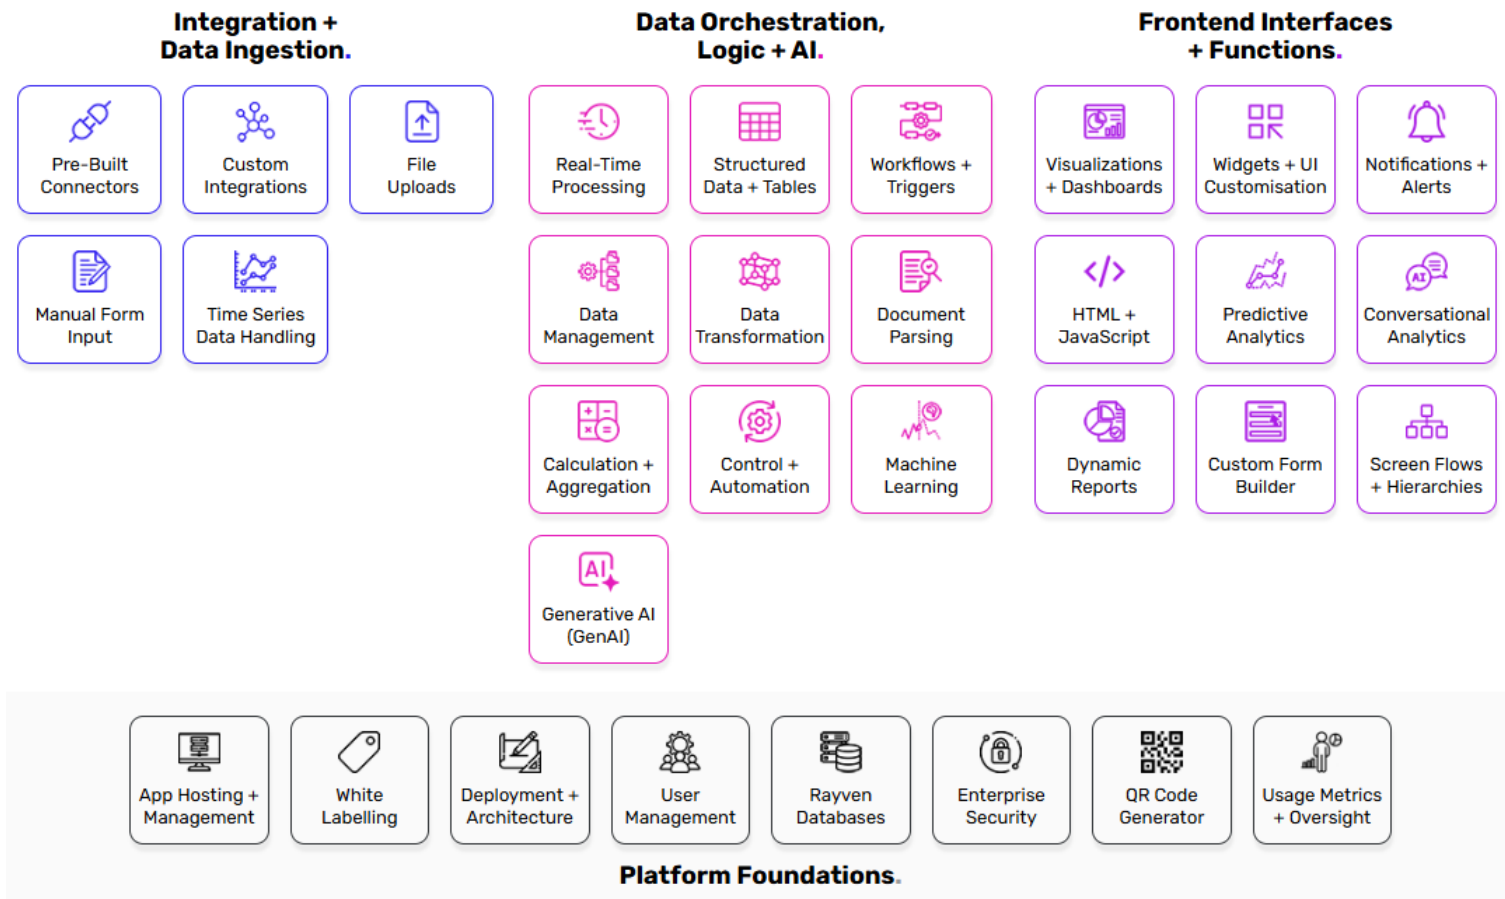 Integration +
Data Ingestion.
Pre-Built
Connectors
Custom
Integrations
File
Uploads
Manual Form
Input
Time Series
Data Handling
Data Orchestration,
Logic + AI.
Real-Time
Processing
Structured
Data + Tables
Workflows +
Triggers
Data
Management
Data
Transformation
Document
Parsing
Calculation +
Aggregation
Control +
Automation
Machine
Learning
AI
Generative AI
(GenAI)
Frontend Interfaces
+ Functions.
Visualizations
+ Dashboards
Widgets + UI
Customisation
Notifications +
Alerts
</>
HTML +
JavaScript
Predictive
Analytics
AI
Conversational
Analytics
Dynamic
Reports
Custom Form
Builder
Screen Flows
+ Hierarchies
App Hosting +
Management
White
Labelling
Deployment +
Architecture
User
Management
Rayven
Databases
Enterprise
Security
QR Code
Generator
Usage Metrics
+ Oversight
Platform Foundations.